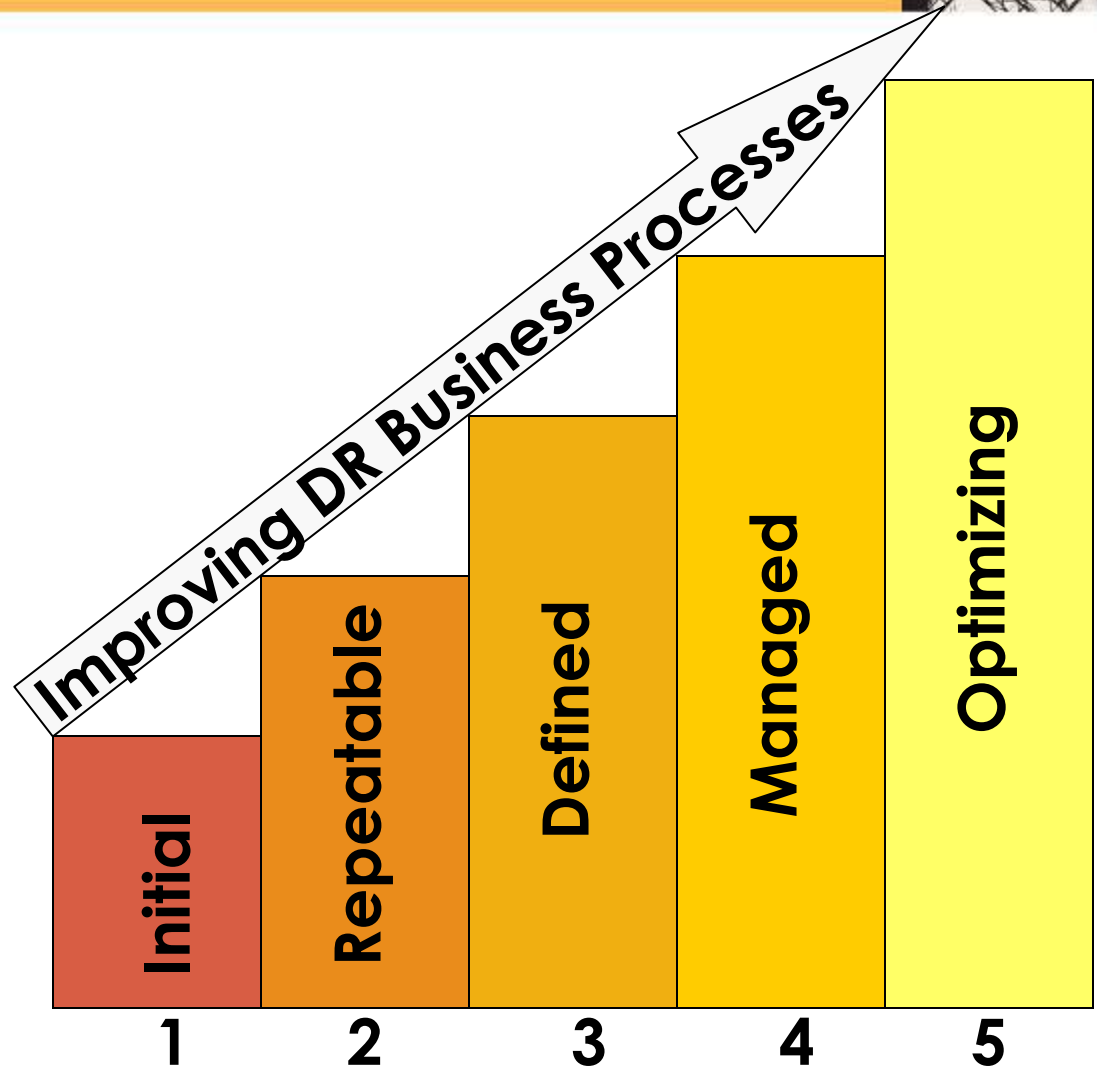 Improving DR Business Processes
Initial
Repeatable
Defined
Managed
Optimizing
1
2
3
4
5